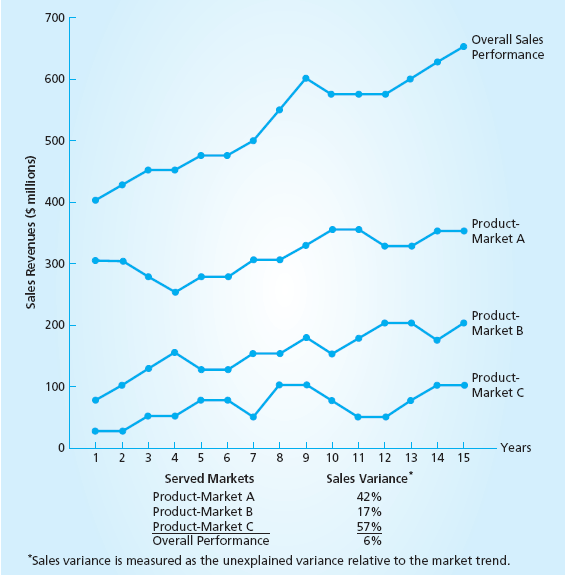 700
600
500
400
300
200
100
0
Sales Revenues ($ millions)
Overall Sales
Performance
Product-
Market A
Product-
Market B
Product-
Market C
1 2 3 4 5 6 7 8 9 10 11 12 13 14 15 Years
Served Markets Sales Variance*
Product-Market A 42%
Product-Market B 17%
Product-Market C 57%
Overall Performance 6%
*Sales variance is measured as the unexplained variance relative to the market trend.